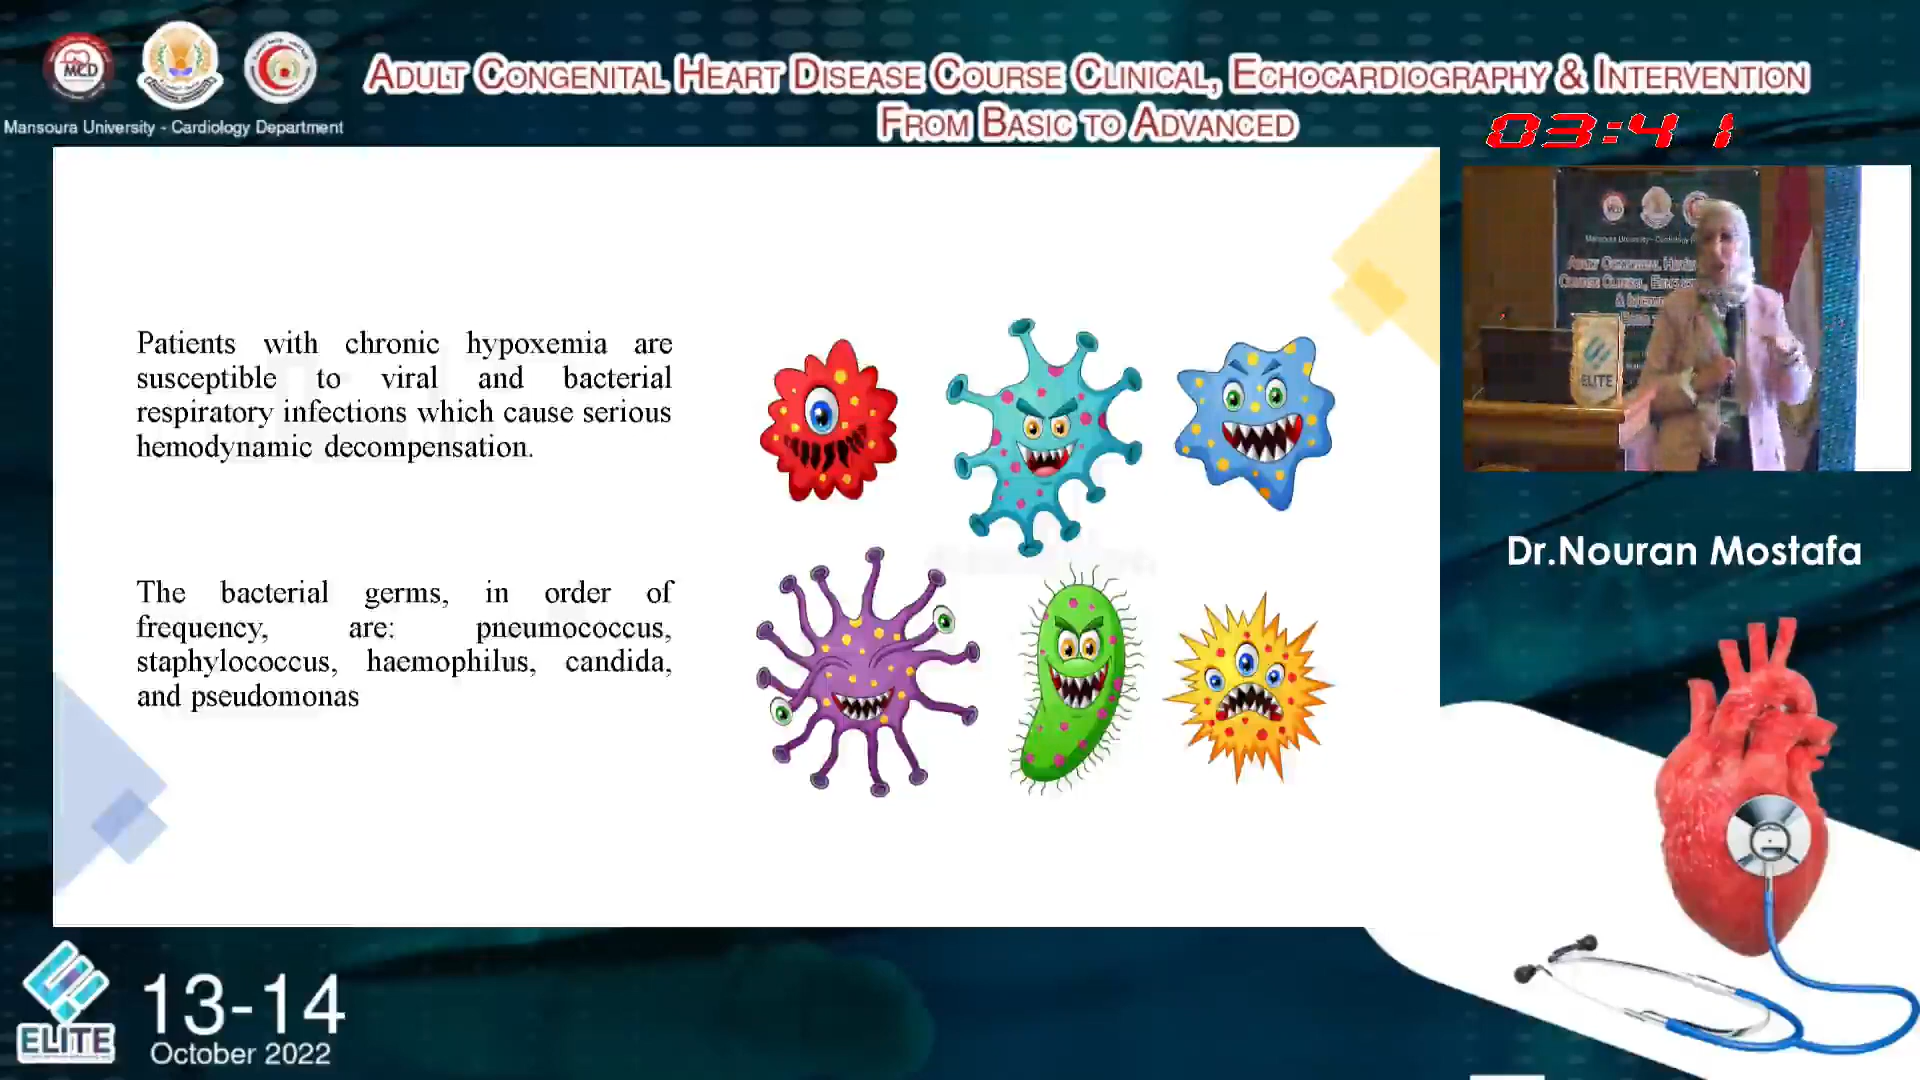 MCD
Mansoura University - Cardiology Department
ADULT CONGENITAL HEART DISEASE COURSE CLINICAL, ECHOCARDIOGRAPHY & INTERVENTION
FROM BASIC TO ADVANCED
03:41
Patients with chronic hypoxemia are
susceptible to viral and bacterial
respiratory infections which cause serious
hemodynamic decompensation.
The bacterial germs, in order of
frequency, are: pneumococcus,
staphylococcus, haemophilus, candida,
and pseudomonas
ELITE
Dr.Nouran Mostafa
ELITE
13-14
October 2022